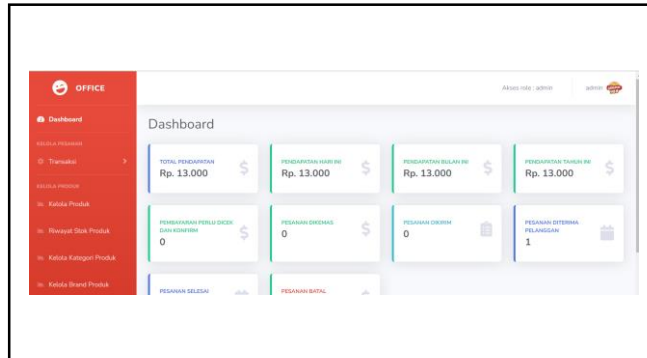 OFFICE
Akses role : admin
admin
Dashboard
Dashboard
KELOLA PESANAN
Transaksi
KELOLA PRODUK
Kelola Produk
Riwayat Stok Produk
Kelola Kategori Produk
Kelola Brand Produk
TOTAL PENDAPATAN
Rp. 13.000
PENDAPATAN HARI INI
Rp. 13.000
PENDAPATAN BULAN INI
Rp. 13.000
PENDAPATAN TAHUN INI
Rp. 13.000
PEMBAYARAN PERLU DICEK
DAN KONFIRM
0
PESANAN DIKEMAS
0
PESANAN DIKIRIM
0
PESANAN DITERIMA
PELANGGAN
1
PESANAN SELESAI
PESANAN BATAL